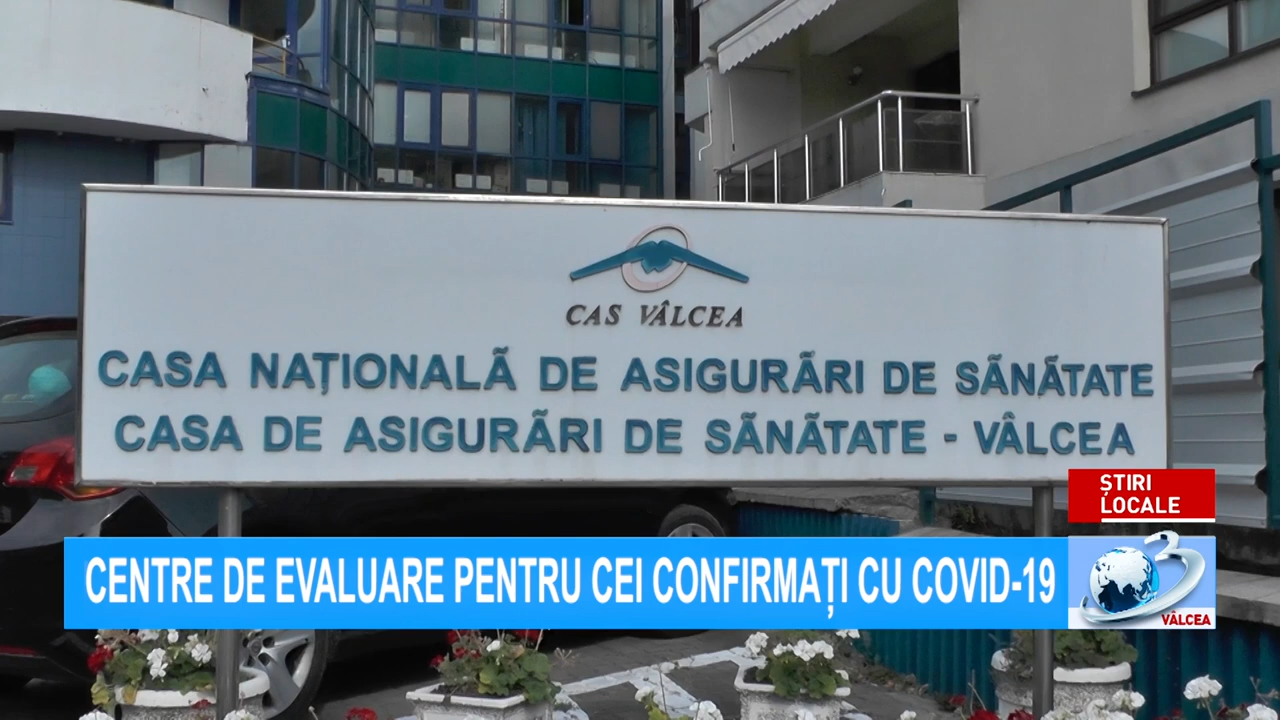 CAS VÂLCEA
CASA NAȚIONALĂ DE ASIGURĂRI DE SĂNĂTATE
CASA DE ASIGURĂRI DE SĂNĂTATE - VÂLCEA
ȘTIRI
LOCALE
CENTRE DE EVALUARE PENTRU CEI CONFIRMAȚI CU COVID-19
3
VÂLCEA